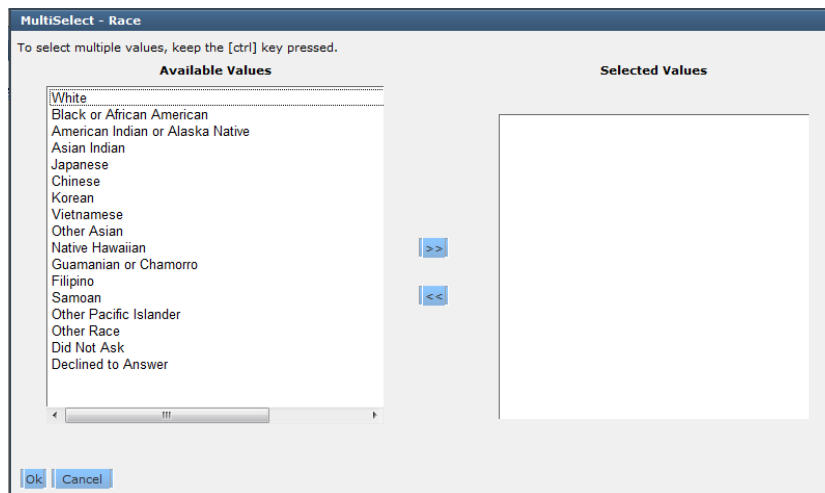 MultiSelect - Race
To select multiple values, keep the [ctrl] key pressed.
Available Values
Selected Values
White
Black or African American
American Indian or Alaska Native
Asian Indian
Japanese
Chinese
Korean
Vietnamese
Other Asian
Native Hawaiian
Guamanian or Chamorro
Filipino
Samoan
Other Pacific Islander
Other Race
Did Not Ask
Declined to Answer
>>
<<
Ok
Cancel